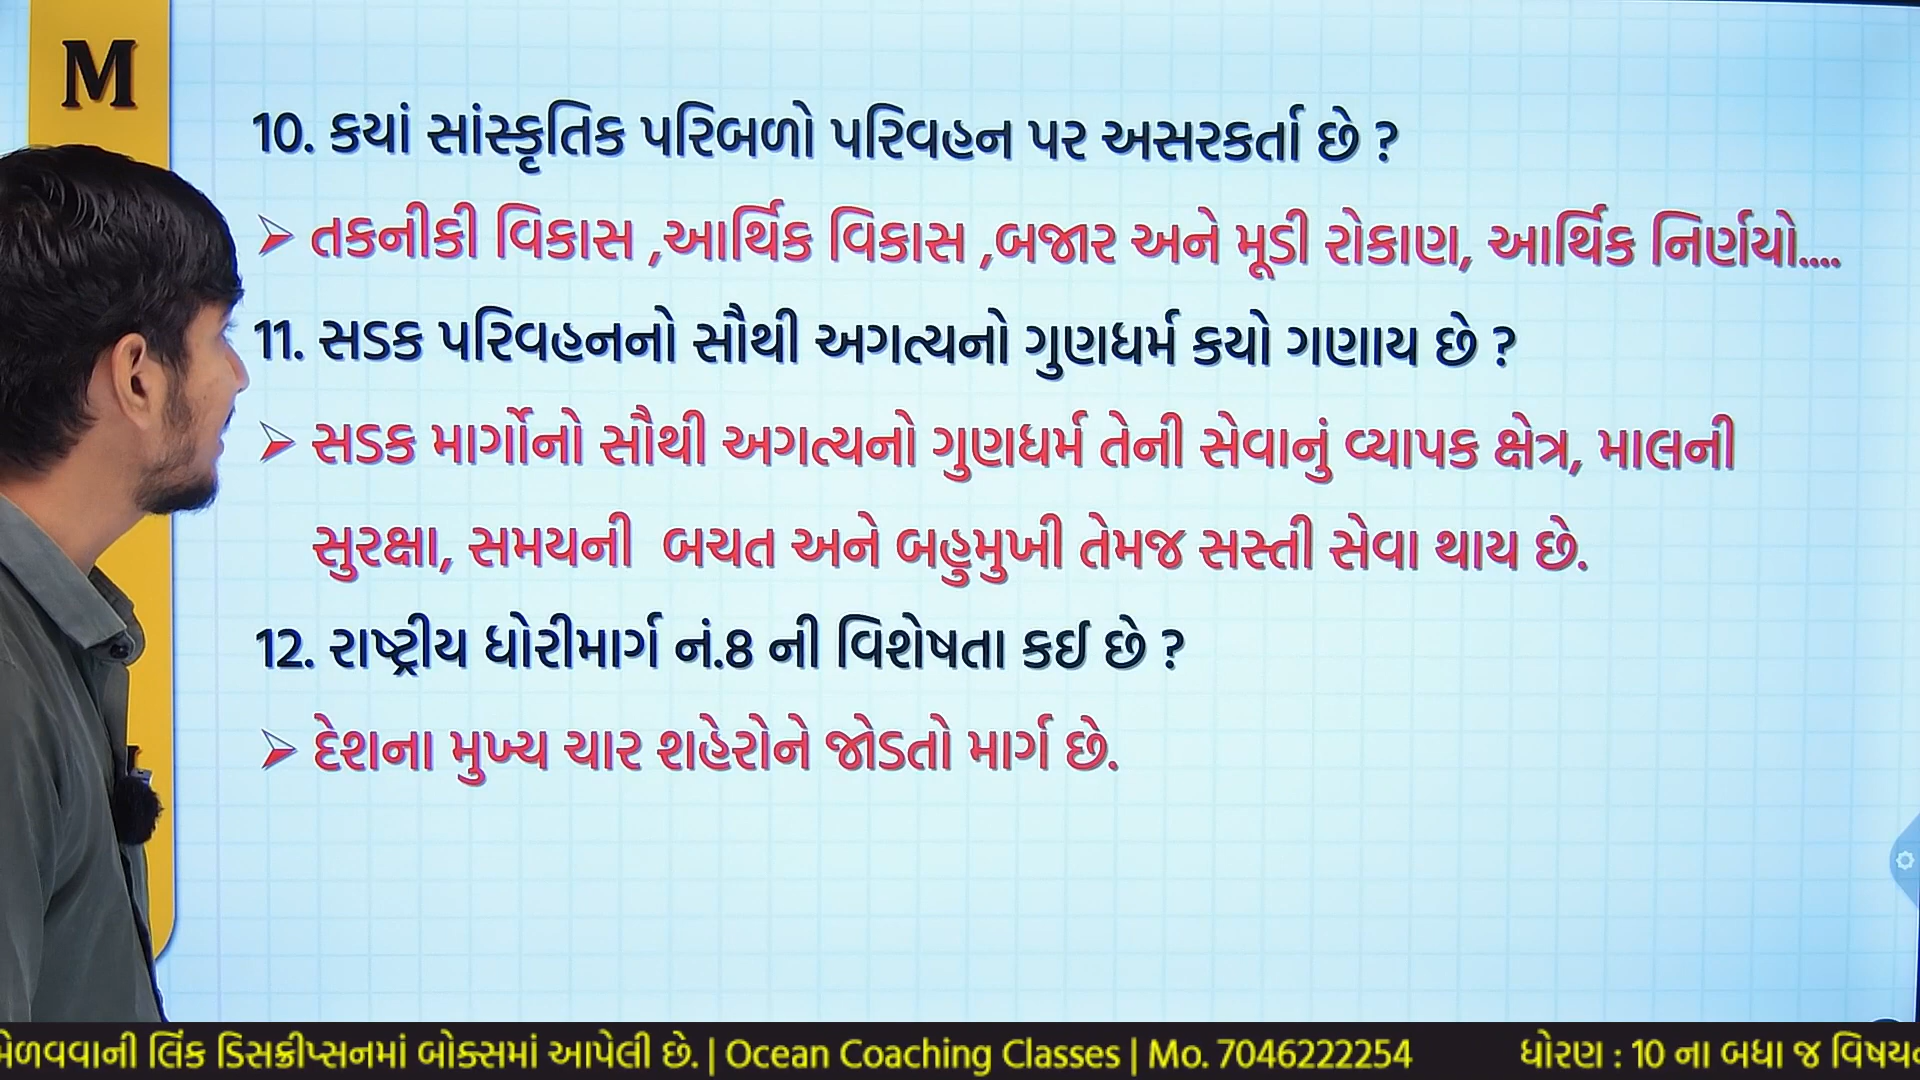 M
10. કયાં સાંસ્કૃતિક પરિબળો પરિવહન પર અસરકર્તા છે ?
➢ તકનીકી વિકાસ ,આર્થિક વિકાસ ,બજાર અને મૂડી રોકાણ, આર્થિક નિર્ણયો....
11. સડક પરિવહનનો સૌથી અગત્યનો ગુણધર્મ કયો ગણાય છે ?
➢ સડક માર્ગોનો સૌથી અગત્યનો ગુણધર્મ તેની સેવાનું વ્યાપક ક્ષેત્ર, માલની
સુરક્ષા, સમયની બચત અને બહુમુખી તેમજ સસ્તી સેવા થાય છે.
12. રાષ્ટ્રીય ધોરીમાર્ગ નં.8 ની વિશેષતા કઈ છે ?
➢ દેશના મુખ્ય ચાર શહેરોને જોડતો માર્ગ છે.
લિંક ડિસક્રીપ્સનમાં બોક્સમાં આપેલી છે. | Ocean Coaching Classes | Mo. 7046222254 ધોરણ : 10 ના બધા જ